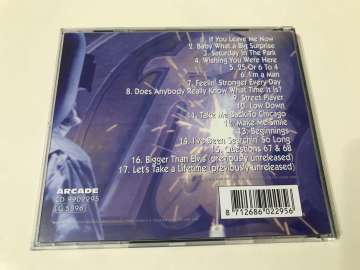 1. If You Leave Me Now
2. Baby What a Big Surprise
3. Saturday In The Park
4. Wishing You Were Here
5. 25 Or 6 To 4
6. I'm a Man
7. Feelin' Stronger Every Day
8. Does Anybody Really Know What Time It Is?
9. Street Player
10. Low Down
11. Take Me Back To Chicago
12. Make Me Smile
13. Beginnings
14. I've Been Searchin' So Long
15. Questions 67 & 68
16. Bigger Than Elvis (previously unreleased)
17. Let's Take a Lifetime (previously unreleased)
ARCADE
CD 9902295
LC 5896
8 712686 022956